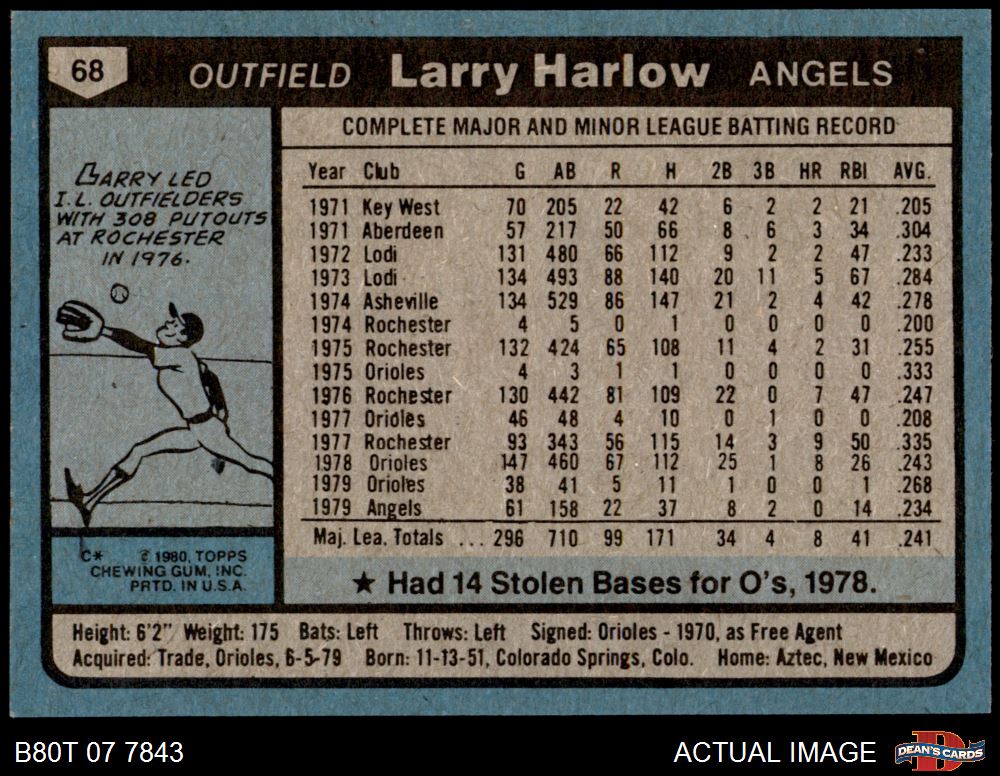 68 OUTFIELD Larry Harlow ANGELS
LARRY LED
I.L. OUTFIELDERS
WITH 308 PUTOUTS
AT ROCHESTER
IN 1976.
C* © 1980, TOPPS
CHEWING GUM, INC.
PRTD. IN U.S.A.
COMPLETE MAJOR AND MINOR LEAGUE BATTING RECORD
Year Club G AB R H 2B 3B HR RBI AVG.
1971 Key West 70 205 22 42 6 2 2 21 .205
1971 Aberdeen 57 217 50 66 8 6 3 34 .304
1972 Lodi 131 480 66 112 9 2 2 47 .233
1973 Lodi 134 493 88 140 20 11 5 67 .284
1974 Asheville 134 529 86 147 21 2 4 42 .278
1974 Rochester 4 5 0 1 0 0 0 0 .200
1975 Rochester 132 424 65 108 11 4 2 31 .255
1975 Orioles 4 3 1 1 0 0 0 0 .333
1976 Rochester 130 442 81 109 22 0 7 47 .247
1977 Orioles 46 48 4 10 0 1 0 0 .208
1977 Rochester 93 343 56 115 14 3 9 50 .335
1978 Orioles 147 460 67 112 25 1 8 26 .243
1979 Orioles 38 41 5 11 1 0 0 1 .268
1979 Angels 61 158 22 37 8 2 0 14 .234
Maj. Lea. Totals ... 296 710 99 171 34 4 8 41 .241
★ Had 14 Stolen Bases for O's, 1978.
Height: 6'2" Weight: 175 Bats: Left Throws: Left Signed: Orioles - 1970, as Free Agent
Acquired: Trade, Orioles, 6-5-79 Born: 11-13-51, Colorado Springs, Colo. Home: Aztec, New Mexico
B80T 07 7843 ACTUAL IMAGE DEAN'S CARDS